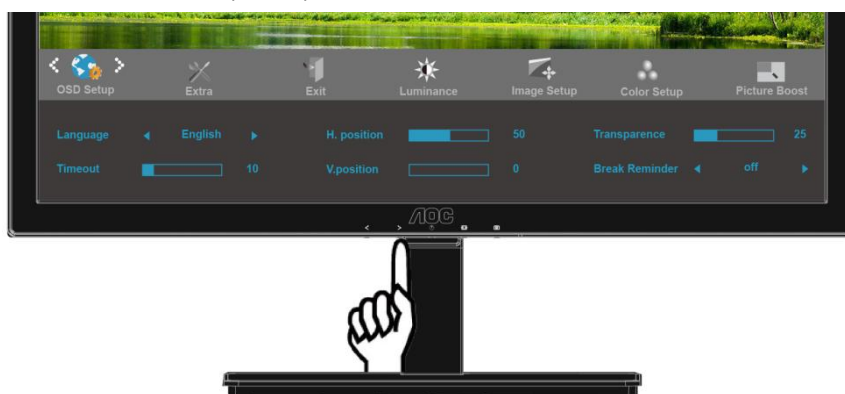 < OSD Setup > Extra Exit Luminance Image Setup Color Setup Picture Boost
Language English H. position 50 Transparence 25
Timeout 10 V.position 0 Break Reminder off
AOC
< >